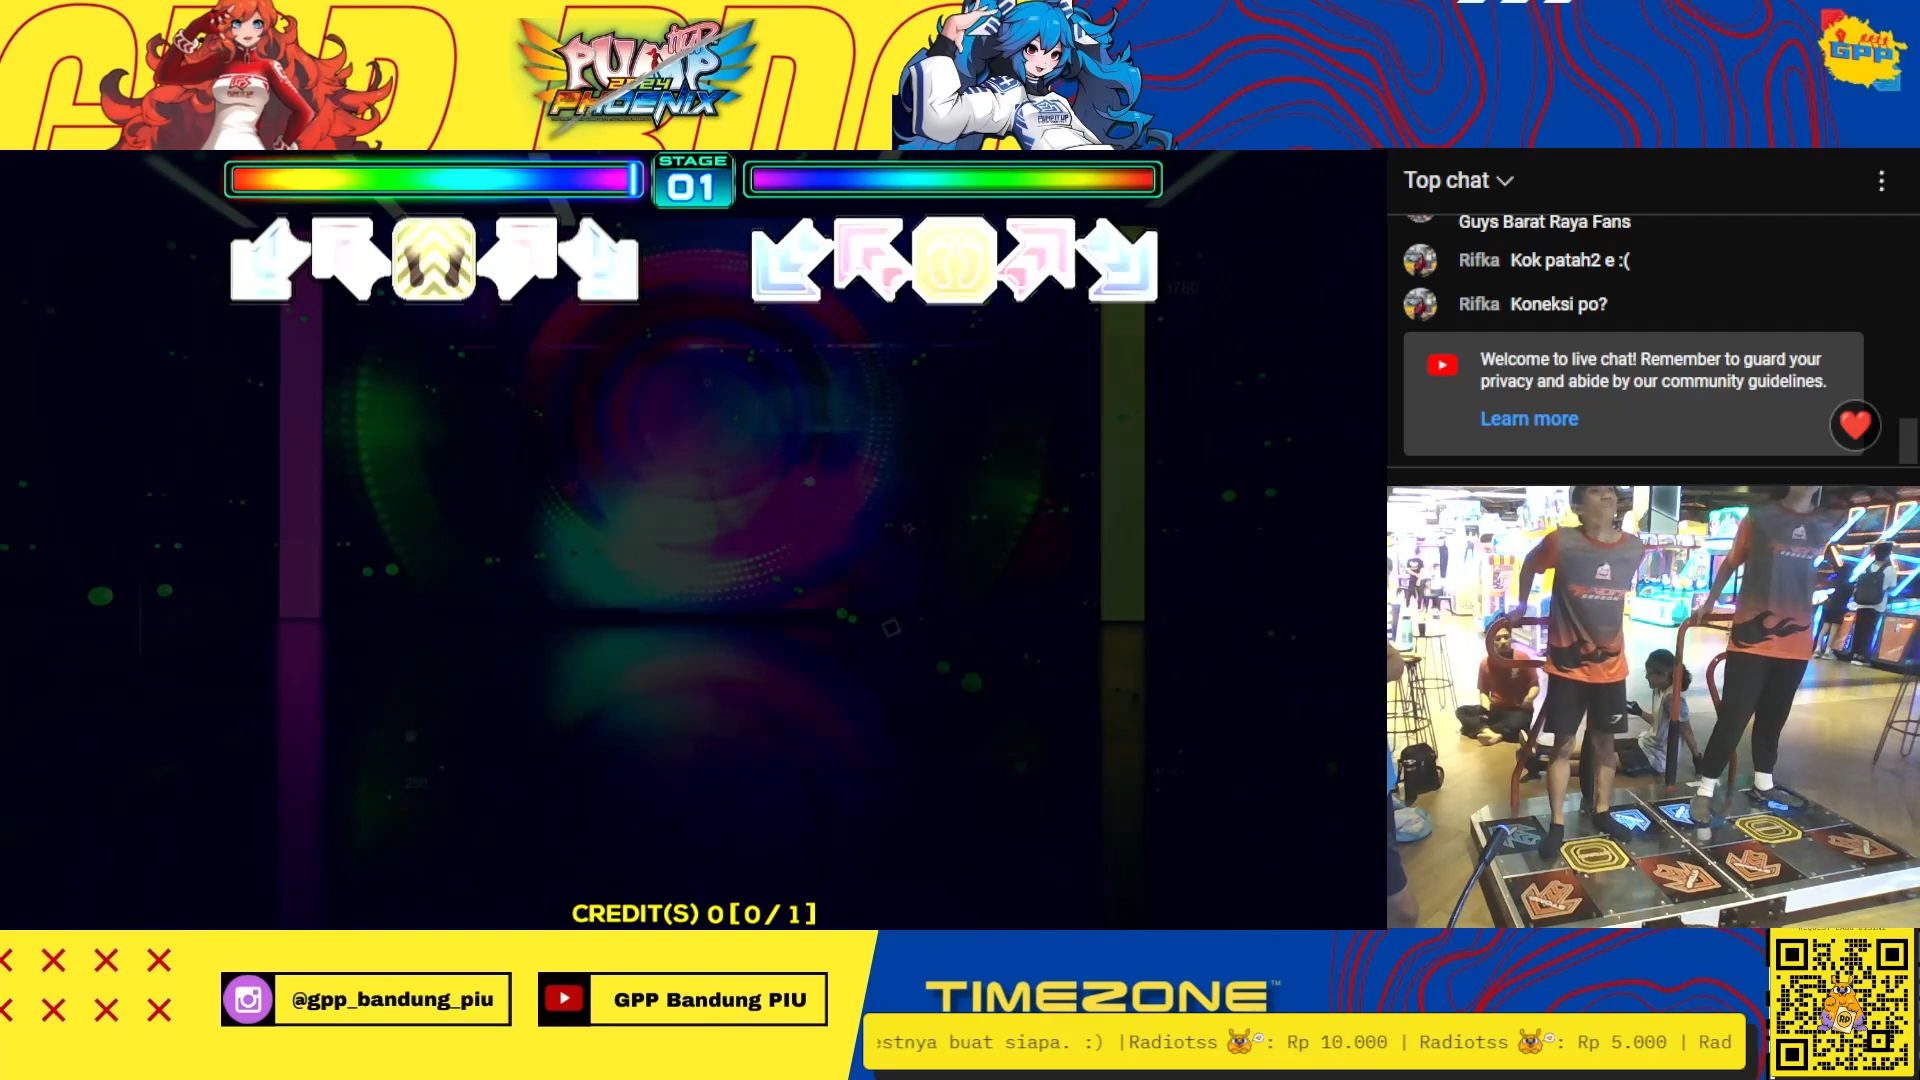 PUMP
it UP
2024
PHOENIX
GPP
STAGE
01
Top chat
Guys Barat Raya Fans
Rifka Kok patah2 e :(
Rifka Koneksi po?
Welcome to live chat! Remember to guard your
privacy and abide by our community guidelines.
Learn more
CREDIT(S) 0 [ 0 / 1 ]
@gpp_bandung_piu
GPP Bandung PIU
TIMEZONE™
estnya buat siapa. :) |Radiotss : Rp 10.000 | Radiotss : Rp 5.000 | Rad